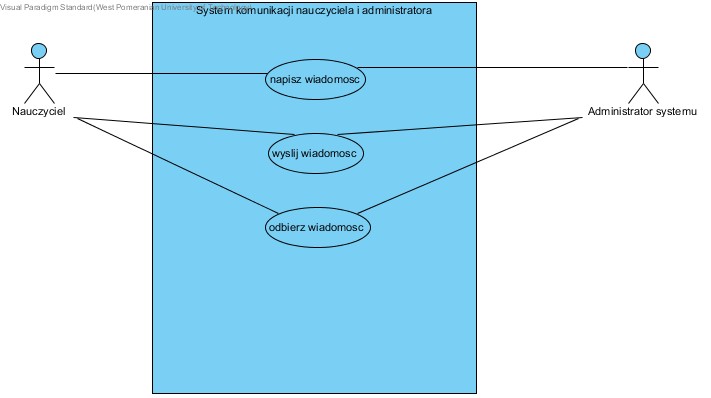 Visual Paradigm Standard(West Pomeranian University
System komunikacji nauczyciela i administratora
napisz wiadomosc
Nauczyciel
Administrator systemu
wyslij wiadomosc
odbierz wiadomosc